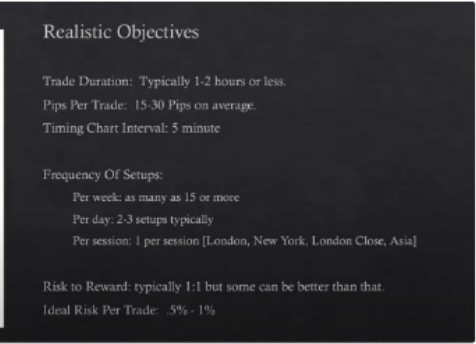 Realistic Objectives
Trade Duration: Typically 1-2 hours or less.
Pips Per Trade: 15-30 Pips on average.
Timing Chart Interval: 5 minute
Frequency Of Setups:
Per week: as many as 15 or more
Per day: 2-3 setups typically
Per session: 1 per session [London, New York, London Close, Asia]
Risk to Reward: typically 1:1 but some can be better than that.
Ideal Risk Per Trade: .5% - 1%